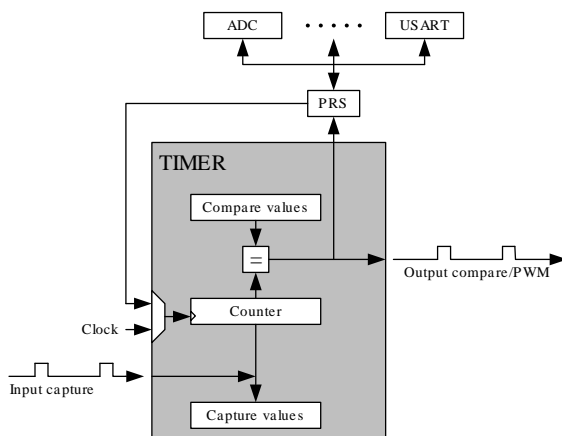 ADC
USART
PRS
TIMER
Compare values
=
Output compare/PWM
Counter
Clock
Input capture
Capture values